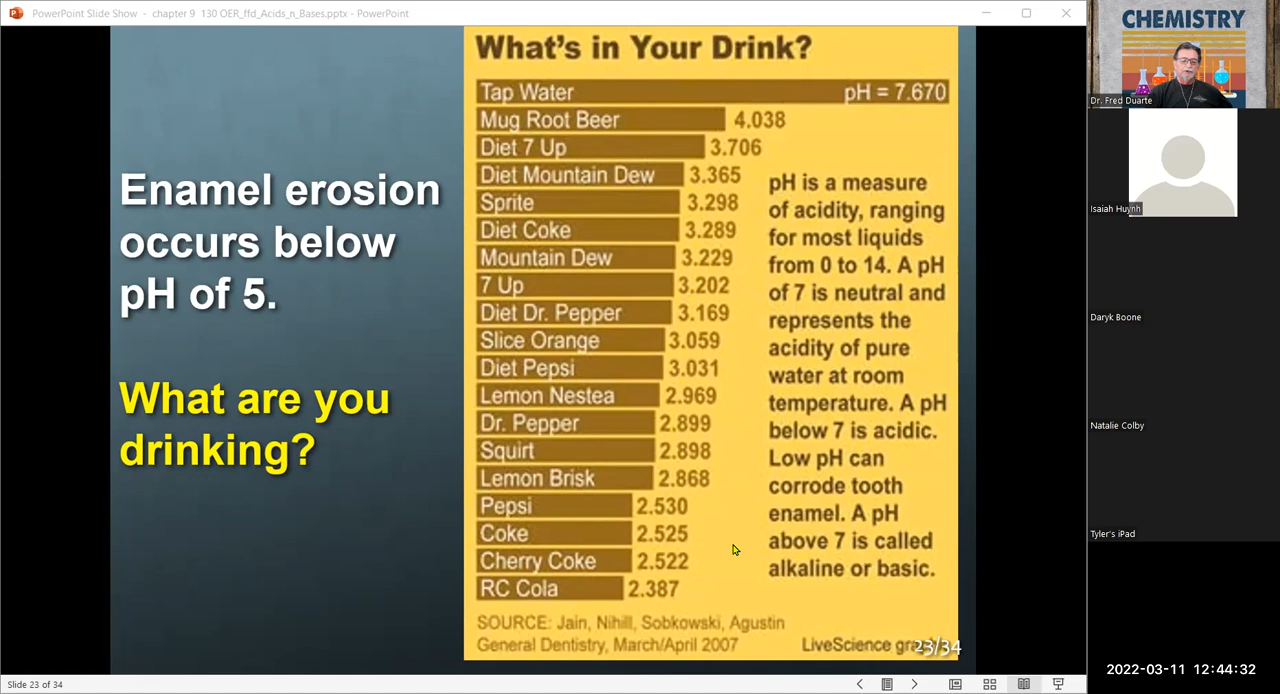 PowerPoint Slide Show - chapter 9 130 OER_ffd_Acids_n_Bases.pptx - PowerPoint
Enamel erosion
occurs below
pH of 5.
What are you
drinking?
What's in Your Drink?
Tap Water pH = 7.670
Mug Root Beer 4.038
Diet 7 Up 3.706
Diet Mountain Dew 3.365
Sprite 3.298
Diet Coke 3.289
Mountain Dew 3.229
7 Up 3.202
Diet Dr. Pepper 3.169
Slice Orange 3.059
Diet Pepsi 3.031
Lemon Nestea 2.969
Dr. Pepper 2.899
Squirt 2.898
Lemon Brisk 2.868
Pepsi 2.530
Coke 2.525
Cherry Coke 2.522
RC Cola 2.387
pH is a measure
of acidity, ranging
for most liquids
from 0 to 14. A pH
of 7 is neutral and
represents the
acidity of pure
water at room
temperature. A pH
below 7 is acidic.
Low pH can
corrode tooth
enamel. A pH
above 7 is called
alkaline or basic.
SOURCE: Jain, Nihill, Sobkowski, Agustin
General Dentistry, March/April 2007
LiveScience
23/34
Slide 23 of 34
CHEMISTRY
Dr. Fred Duarte
Isaiah Huynh
Daryk Boone
Natalie Colby
Tyler's iPad
2022-03-11 12:44:32